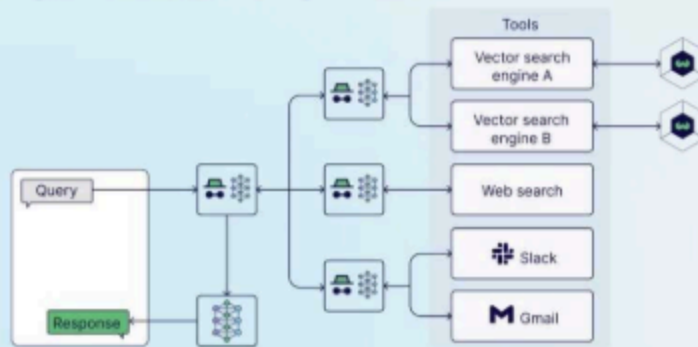 Tools
Vector search
engine A
Vector search
engine B
Query
Web search
Slack
Response
Gmail